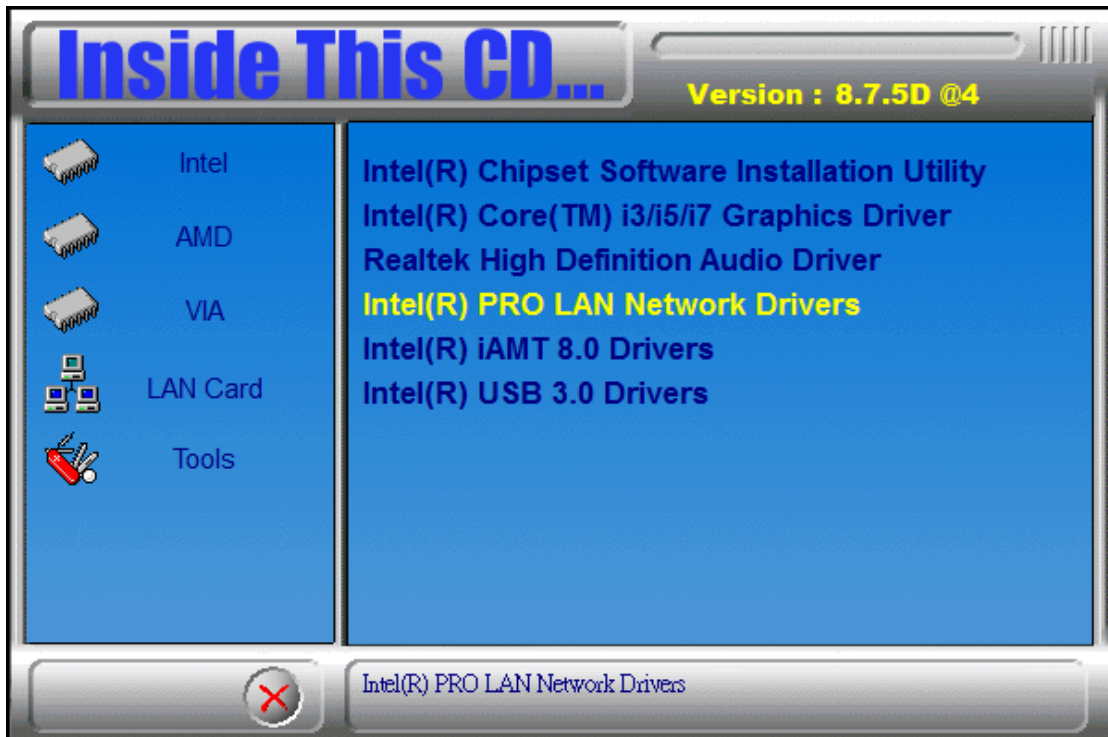 Inside This CD...
Version : 8.7.5D @4
Intel
AMD
VIA
LAN Card
Tools
Intel(R) Chipset Software Installation Utility
Intel(R) Core(TM) i3/i5/i7 Graphics Driver
Realtek High Definition Audio Driver
Intel(R) PRO LAN Network Drivers
Intel(R) iAMT 8.0 Drivers
Intel(R) USB 3.0 Drivers
Intel(R) PRO LAN Network Drivers